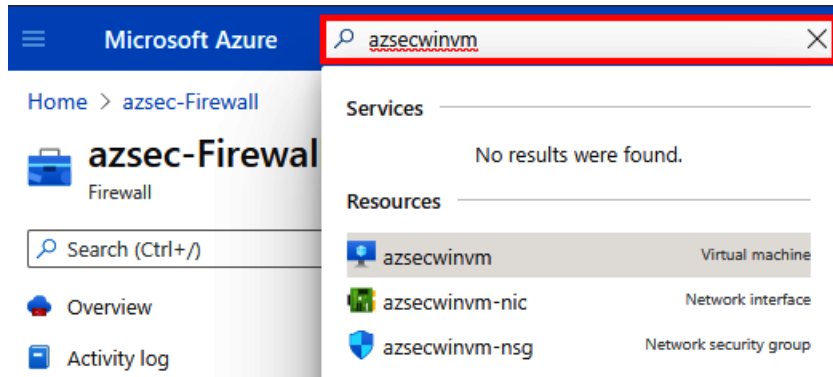 Microsoft Azure
azsecwinvm
Home > azsec-Firewall
azsec-Firewal
Firewall
Search (Ctrl+/)
Overview
Activity log
Services
No results were found.
Resources
azsecwinvm Virtual machine
azsecwinvm-nic Network interface
azsecwinvm-nsg Network security group